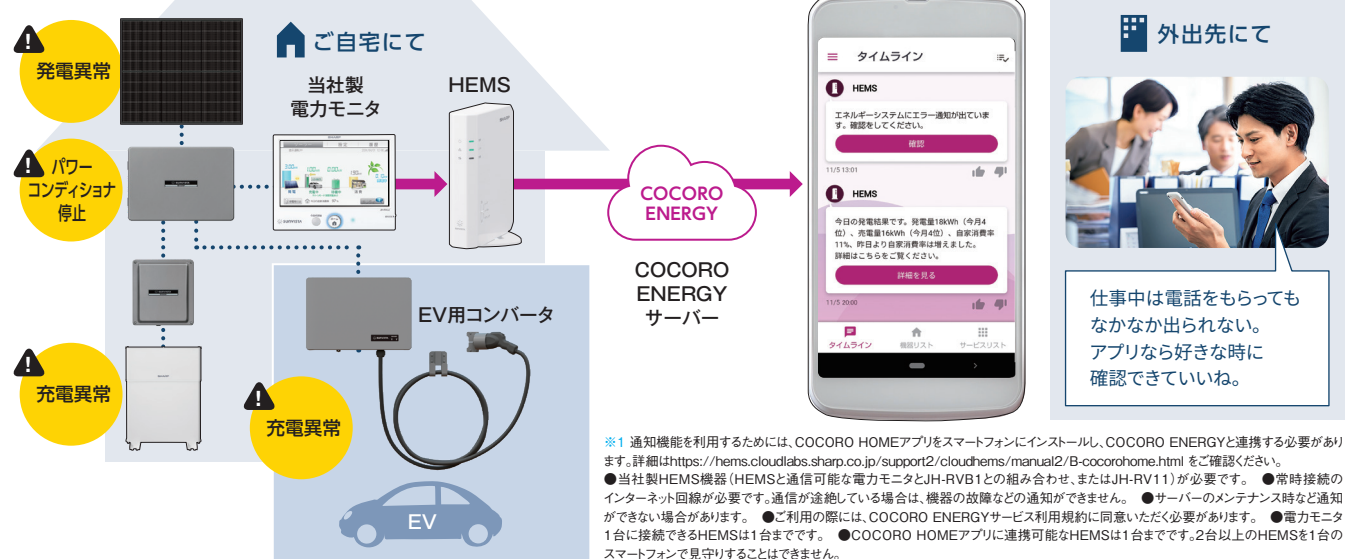 発電異常
ご自宅にて
当社製
電力モニタ
HEMS
パワー
コンディショナ
停止
EV用コンバータ
充電異常
充電異常
EV
COCORO
ENERGY
COCORO
ENERGY
サーバー
タイムライン
HEMS
エネルギーシステムにエラー通知が出ていま
す。確認をしてください。
確認
11/5 13:01
HEMS
今日の発電結果です。発電量18kWh（今月4
位）、売電量16kWh（今月4位）、自家消費率
11%、昨日より自家消費率は増えました。
詳細はこちらをご覧ください。
詳細を見る
11/5 20:00
タイムライン
機器リスト
サービスリスト
外出先にて
仕事中は電話をもらっても
なかなか出られない。
アプリなら好きな時に
確認できていいね。
※1 通知機能を利用するためには、COCORO HOMEアプリをスマートフォンにインストールし、COCORO ENERGYと連携する必要があり
ます。詳細はhttps://hems.cloudlabs.sharp.co.jp/support2/cloudhems/manual2/B-cocorohome.html をご確認ください。
●当社製HEMS機器（HEMSと通信可能な電力モニタとJH-RVB1との組み合わせ、またはJH-RV11）が必要です。 ●常時接続の
インターネット回線が必要です。通信が途絶している場合は、機器の故障などの通知ができません。 ●サーバーのメンテナンス時など通知
ができない場合があります。 ●ご利用の際には、COCORO ENERGYサービス利用規約に同意いただく必要があります。 ●電力モニタ
1台に接続できるHEMSは1台までです。 ●COCORO HOMEアプリに連携可能なHEMSは1台までです。2台以上のHEMSを1台の
スマートフォンで見守りすることはできません。